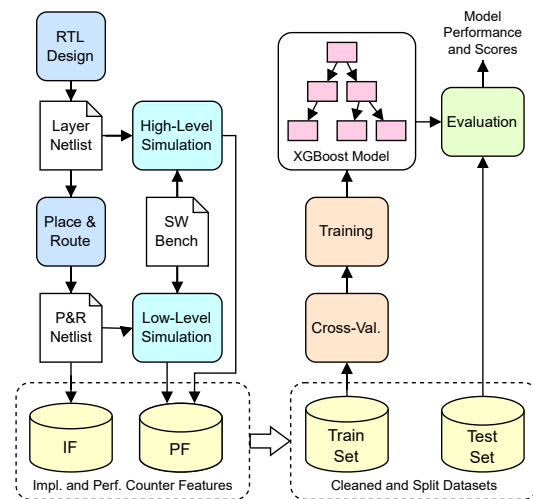 RTL
Design
Layer
Netlist
High-Level
Simulation
Place &
Route
SW
Bench
P&R
Netlist
Low-Level
Simulation
IF
PF
Impl. and Perf. Counter Features
XGBoost Model
Training
Cross-Val.
Train
Set
Model
Performance
and Scores
Evaluation
Test
Set
Cleaned and Split Datasets